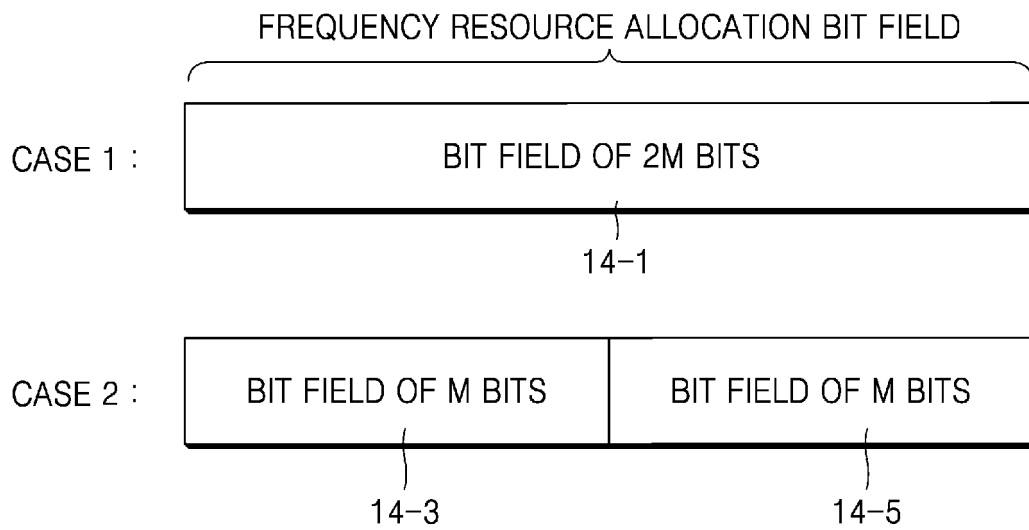 FREQUENCY RESOURCE ALLOCATION BIT FIELD
CASE 1 : BIT FIELD OF 2M BITS
14-1
CASE 2 : BIT FIELD OF M BITS BIT FIELD OF M BITS
14-3 14-5